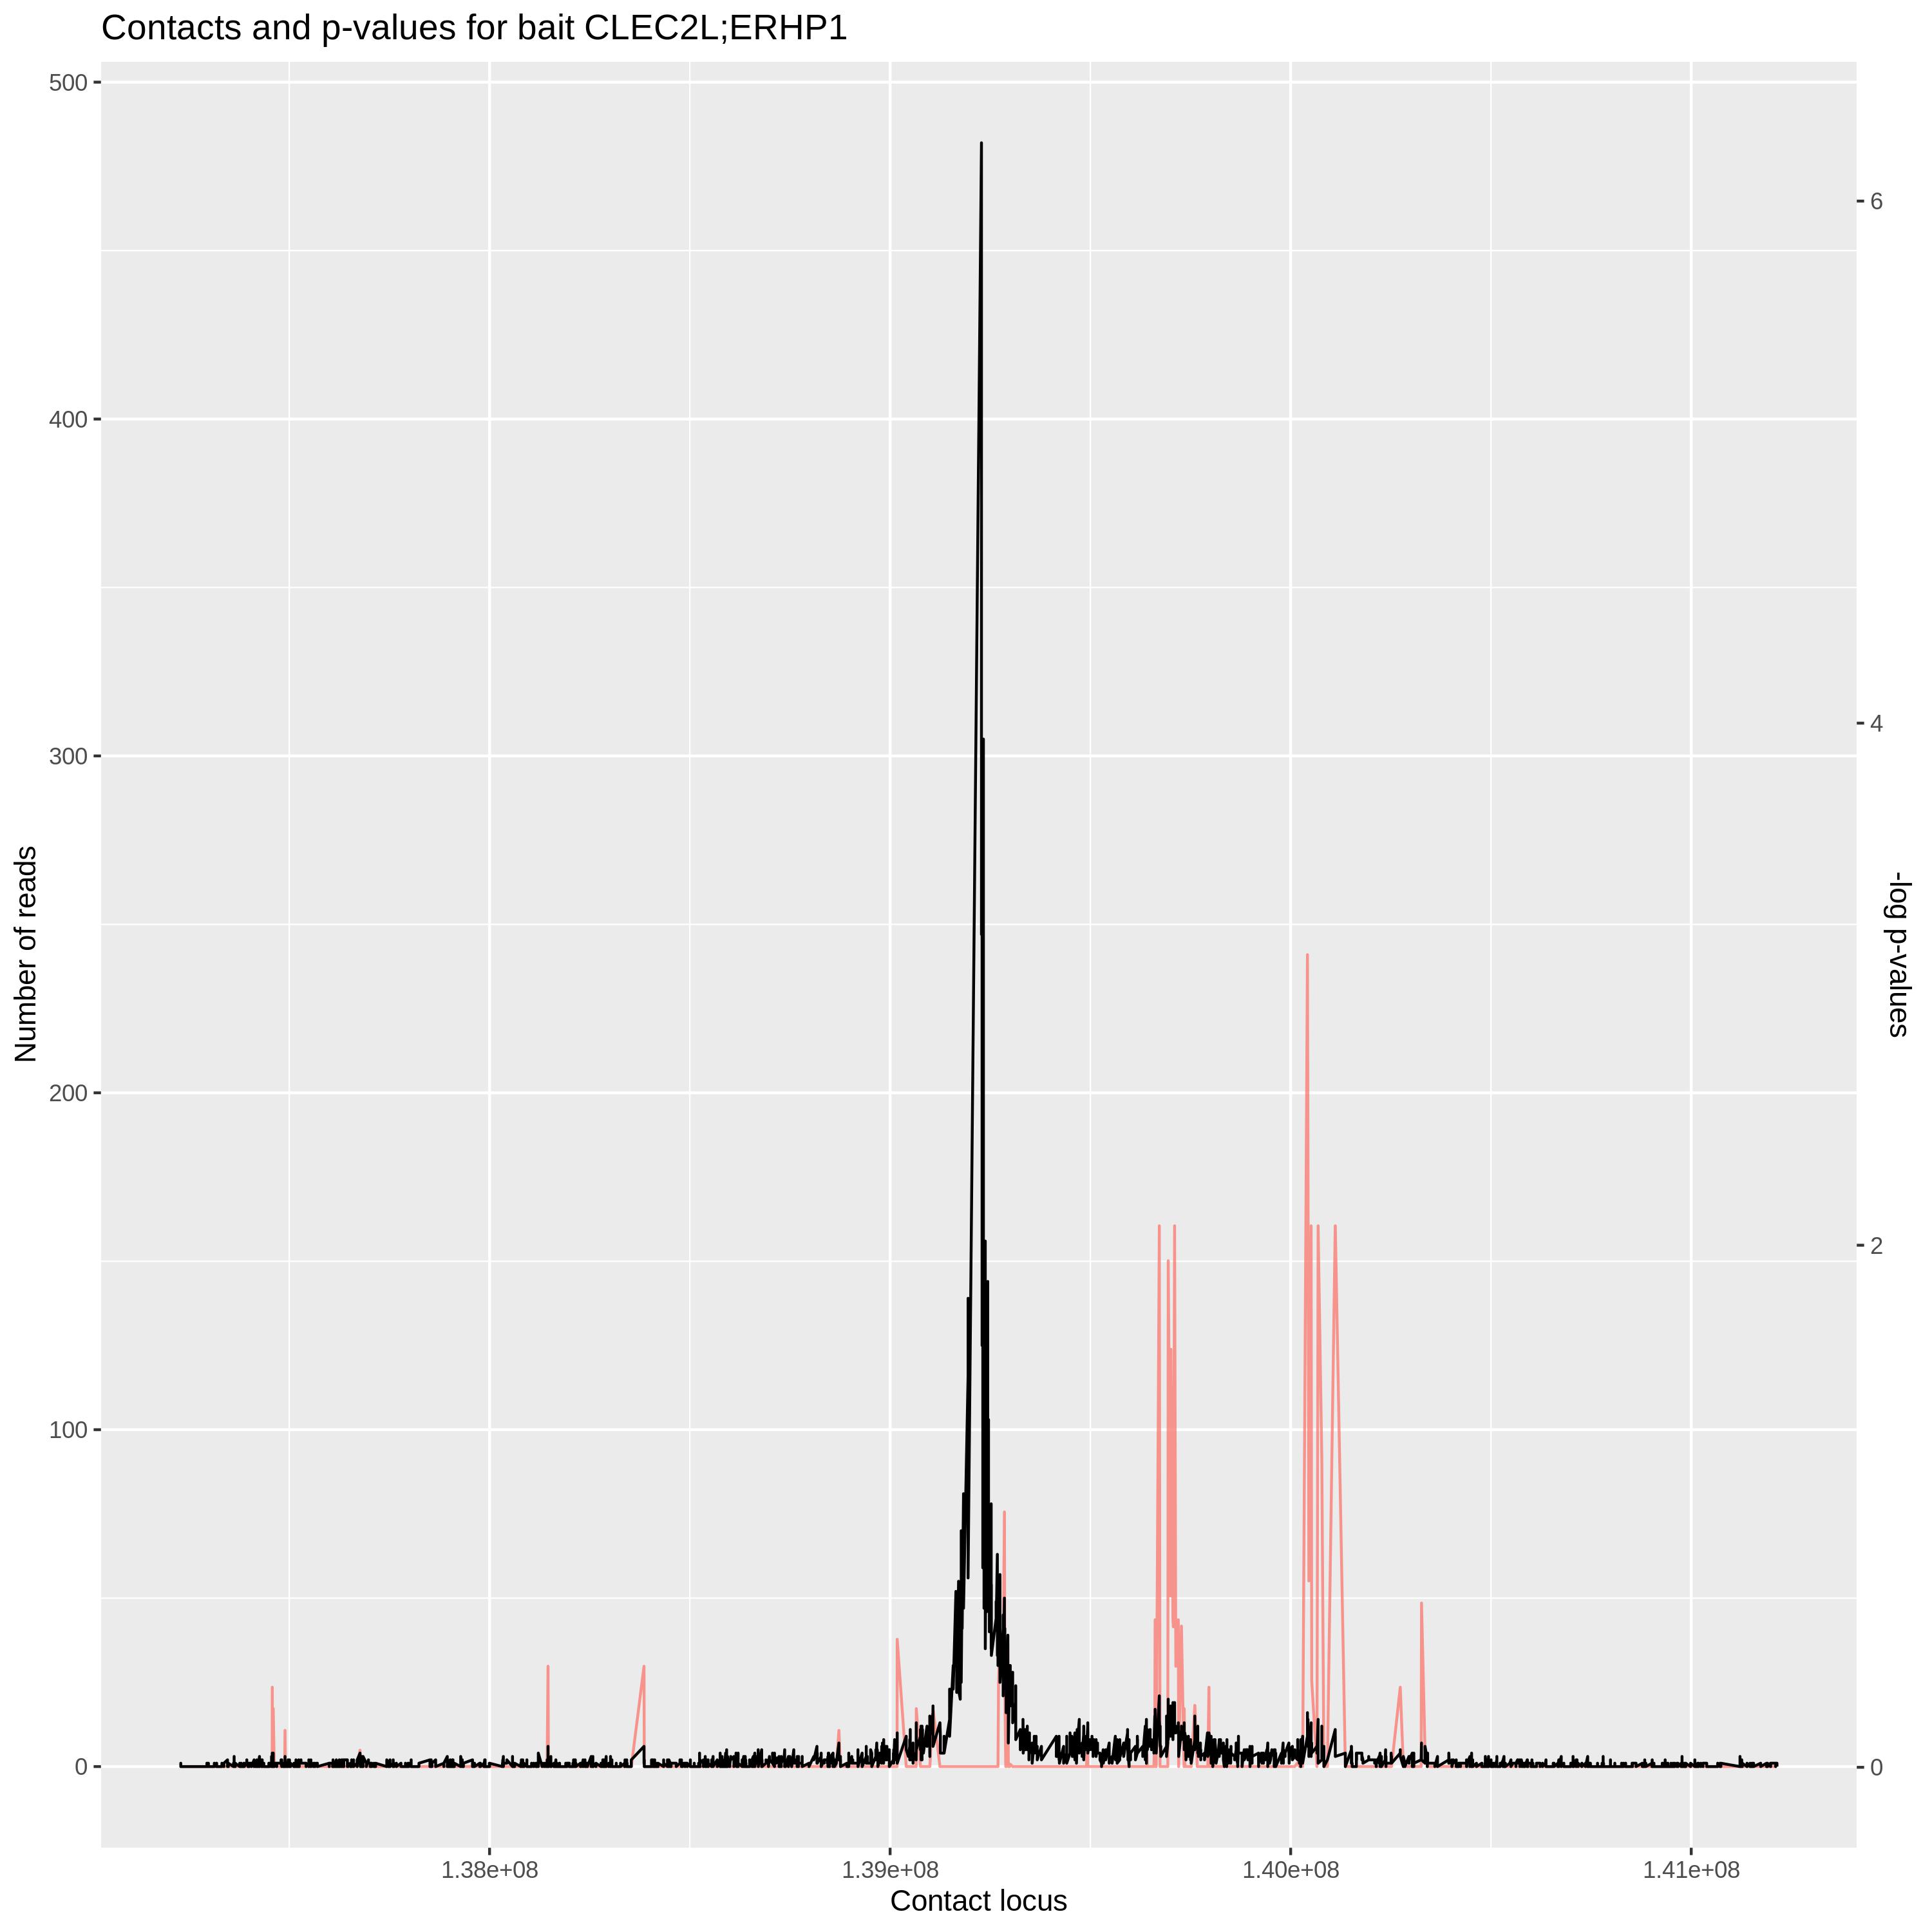 Contacts and p-values for bait CLEC2L;ERHP1
500
400
300
200
100
0
Number of reads
6
4
2
0
-log p-values
1.38e+08
1.39e+08
1.40e+08
1.41e+08
Contact locus